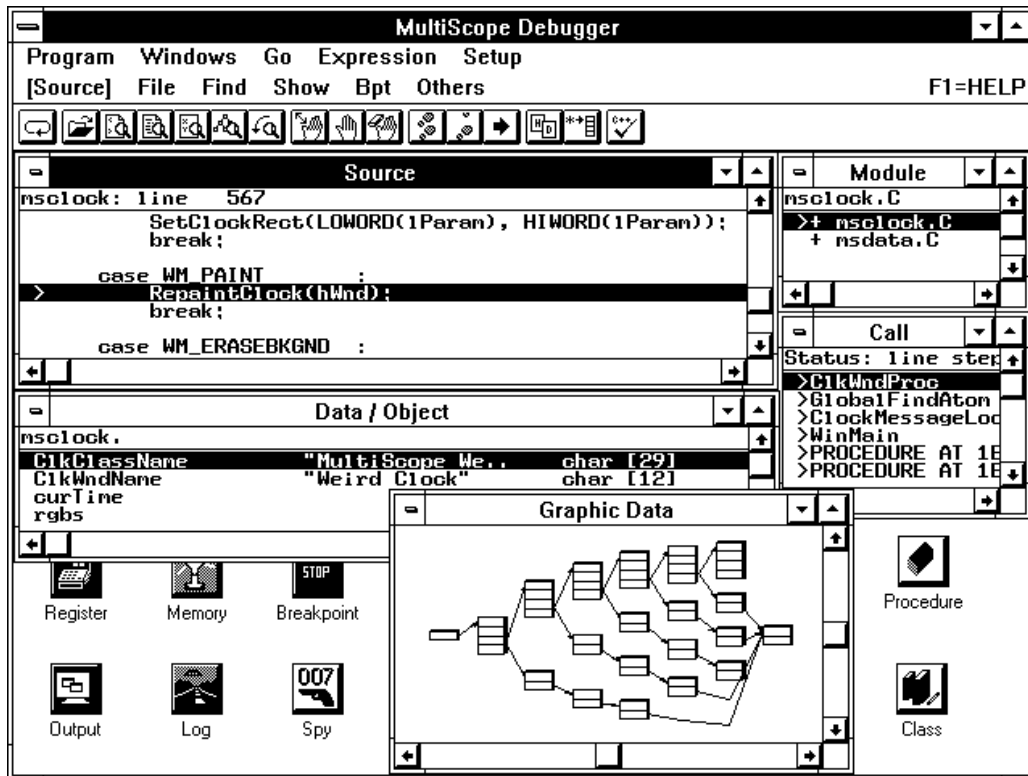 MultiScope Debugger
Program Windows Go Expression Setup
[Source] File Find Show Bpt Others F1=HELP
H D
C++
Source
msclock: line 567
SetClockRect(LOWORD(lParam), HIWORD(lParam));
break;
case WM_PAINT :
> RepaintClock(hWnd);
break;
case WM_ERASEBKGND :
Module
msclock.C
>+ msclock.C
+ msdata.C
Call
Status: line step
>ClkWndProc
>GlobalFindAtom
>ClockMessageLoc
>WinMain
>PROCEDURE AT 1E
>PROCEDURE AT 1E
Data / Object
msclock.
ClkClassName "MultiScope We.. char [29]
ClkWndName "Weird Clock" char [12]
curTime
rgbs
Graphic Data
Register
Memory
STOP
Breakpoint
Procedure
Output
Log
007
Spy
Class